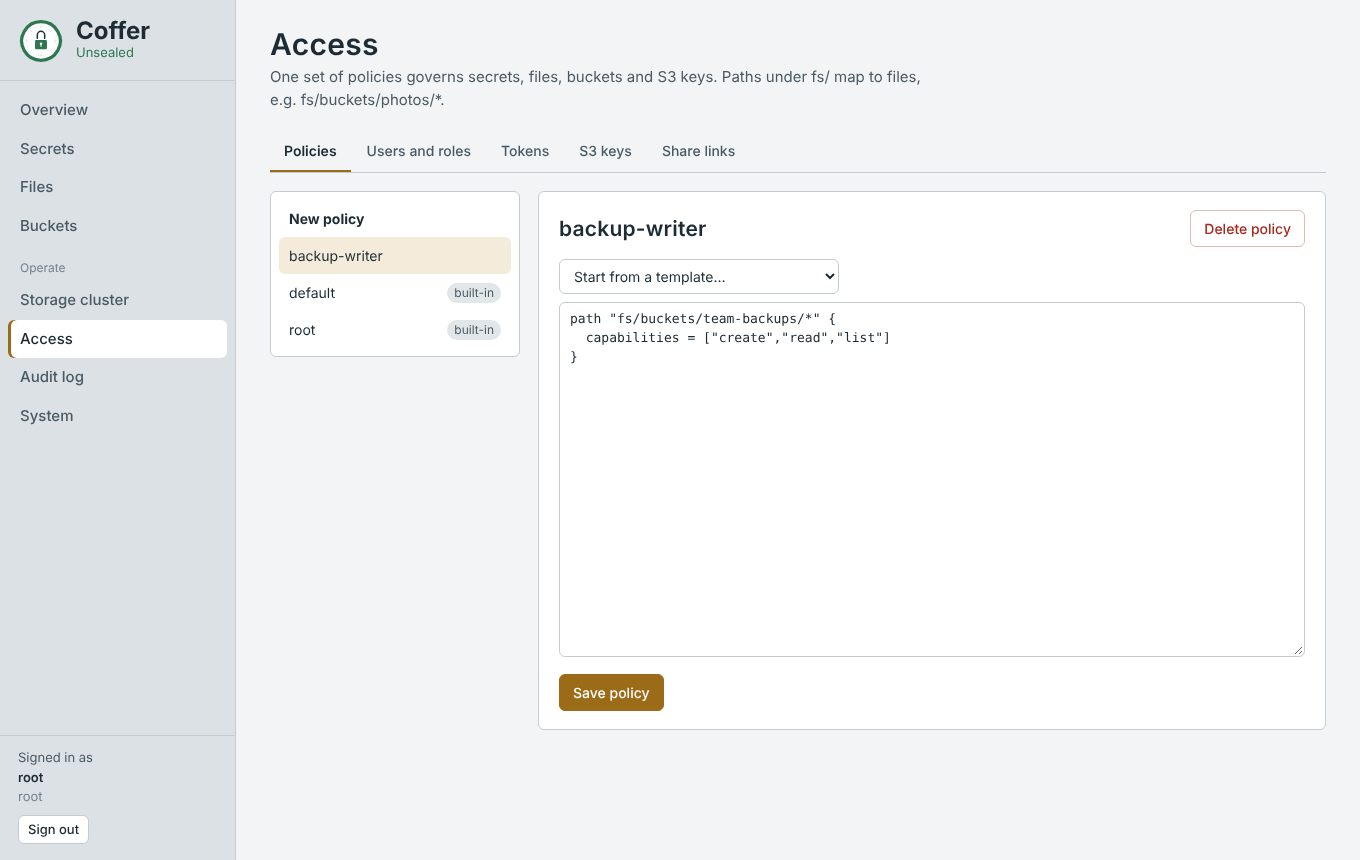 Coffer
Unsealed
Overview
Secrets
Files
Buckets
Operate
Storage cluster
Access
Audit log
System
Signed in as
root
root
Sign out
Access
One set of policies governs secrets, files, buckets and S3 keys. Paths under fs/ map to files,
e.g. fs/buckets/photos/*.
Policies Users and roles Tokens S3 keys Share links
New policy
backup-writer
default built-in
root built-in
backup-writer
Delete policy
Start from a template...
path "fs/buckets/team-backups/*" {
  capabilities = ["create","read","list"]
}
Save policy